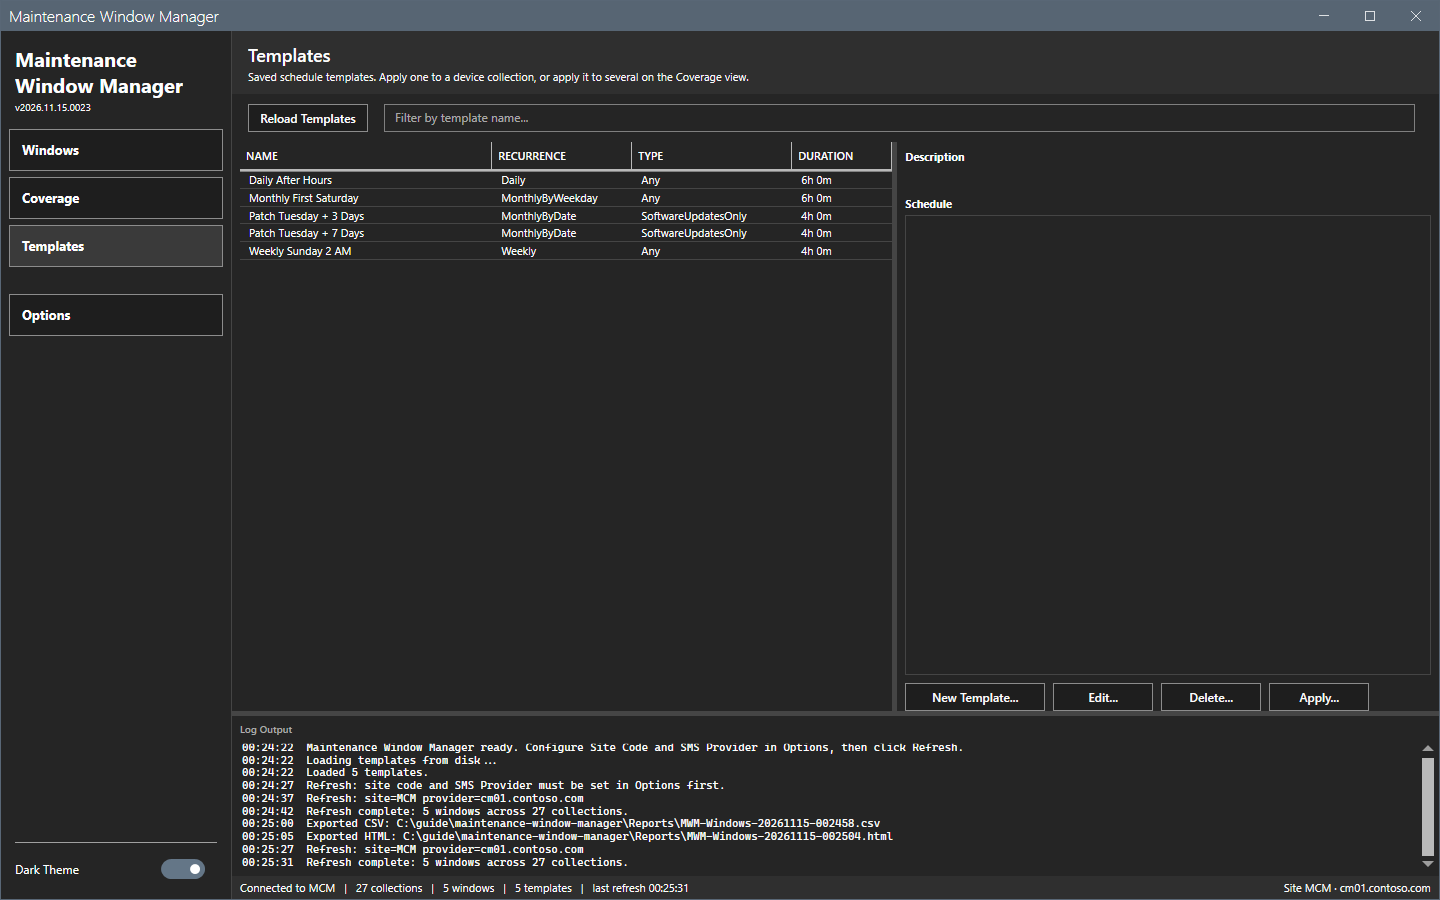 Maintenance Window Manager
Maintenance
Window Manager
v2026.11.15.0023
Windows
Coverage
Templates
Options
Dark Theme
Templates
Saved schedule templates. Apply one to a device collection, or apply it to several on the Coverage view.
Reload Templates
Filter by template name...
NAME RECURRENCE TYPE DURATION
Daily After Hours Daily Any 6h 0m
Monthly First Saturday MonthlyByWeekday Any 6h 0m
Patch Tuesday + 3 Days MonthlyByDate SoftwareUpdatesOnly 4h 0m
Patch Tuesday + 7 Days MonthlyByDate SoftwareUpdatesOnly 4h 0m
Weekly Sunday 2 AM Weekly Any 4h 0m
Description
Schedule
New Template... Edit... Delete... Apply...
Log Output
00:24:22 Maintenance Window Manager ready. Configure Site Code and SMS Provider in Options, then click Refresh.
00:24:22 Loading templates from disk...
00:24:22 Loaded 5 templates.
00:24:27 Refresh: site code and SMS Provider must be set in Options first.
00:24:37 Refresh: site=MCM provider=cm01.contoso.com
00:24:42 Refresh complete: 5 windows across 27 collections.
00:25:00 Exported CSV: C:\guide\maintenance-window-manager\Reports\MWM-Windows-20261115-002458.csv
00:25:05 Exported HTML: C:\guide\maintenance-window-manager\Reports\MWM-Windows-20261115-002504.html
00:25:27 Refresh: site=MCM provider=cm01.contoso.com
00:25:31 Refresh complete: 5 windows across 27 collections.
Connected to MCM | 27 collections | 5 windows | 5 templates | last refresh 00:25:31
Site MCM · cm01.contoso.com